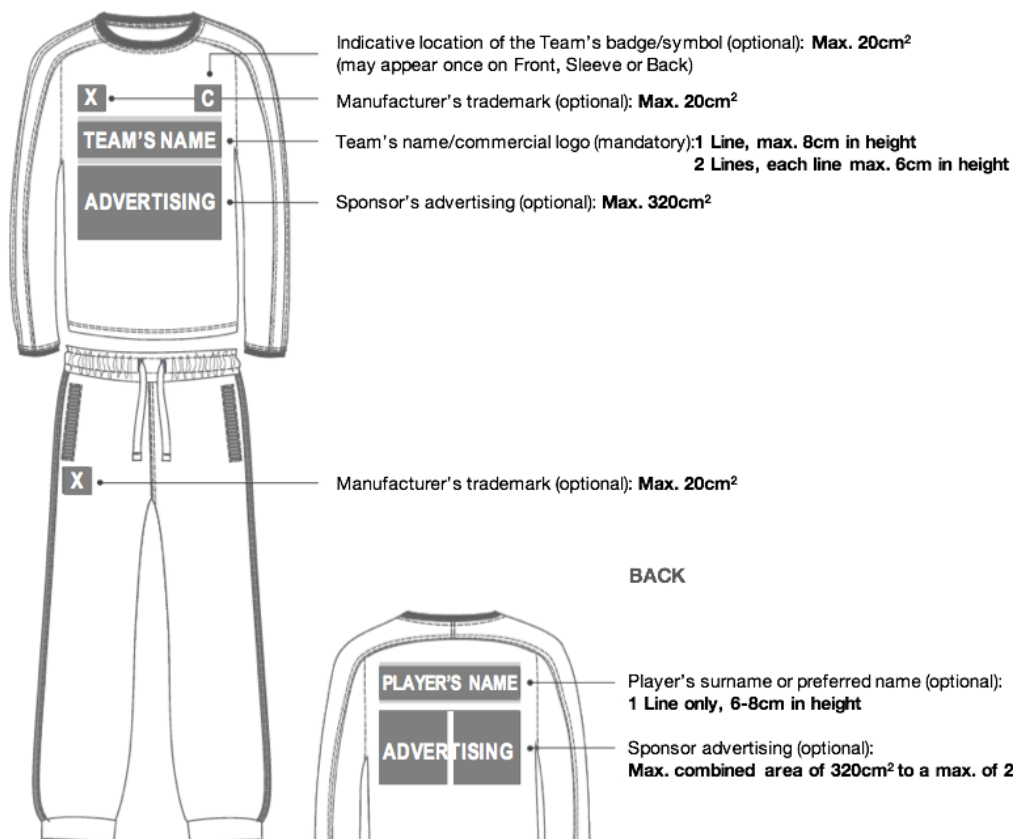 Indicative location of the Team's badge/symbol (optional): Max. 20cm²
(may appear once on Front, Sleeve or Back)
X
C
Manufacturer's trademark (optional): Max. 20cm²
TEAM'S NAME
Team's name/commercial logo (mandatory):1 Line, max. 8cm in height
2 Lines, each line max. 6cm in height
ADVERTISING
Sponsor's advertising (optional): Max. 320cm²
X
Manufacturer's trademark (optional): Max. 20cm²
BACK
PLAYER'S NAME
Player's surname or preferred name (optional):
1 Line only, 6-8cm in height
ADVERTISING
Sponsor advertising (optional):
Max. combined area of 320cm² to a max. of 2